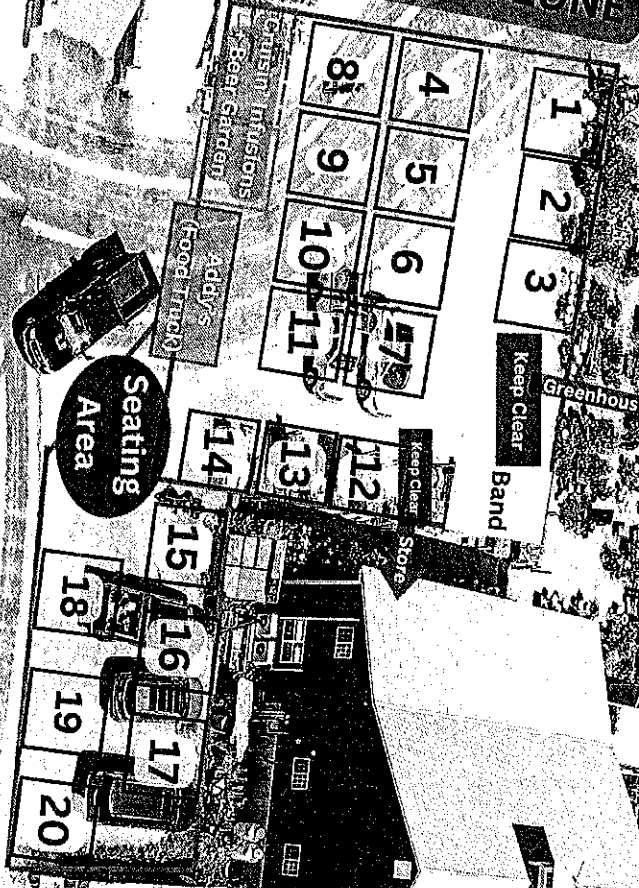 ZONE
1
2
3
Keep Clear
Greenhous
Band
4
5
6
7
8
9
10
11
12
13
14
Keep Clear
Store
Infusions
Beer Garden
Addy's
(Food Truck)
Seating
Area
15
16
17
18
19
20